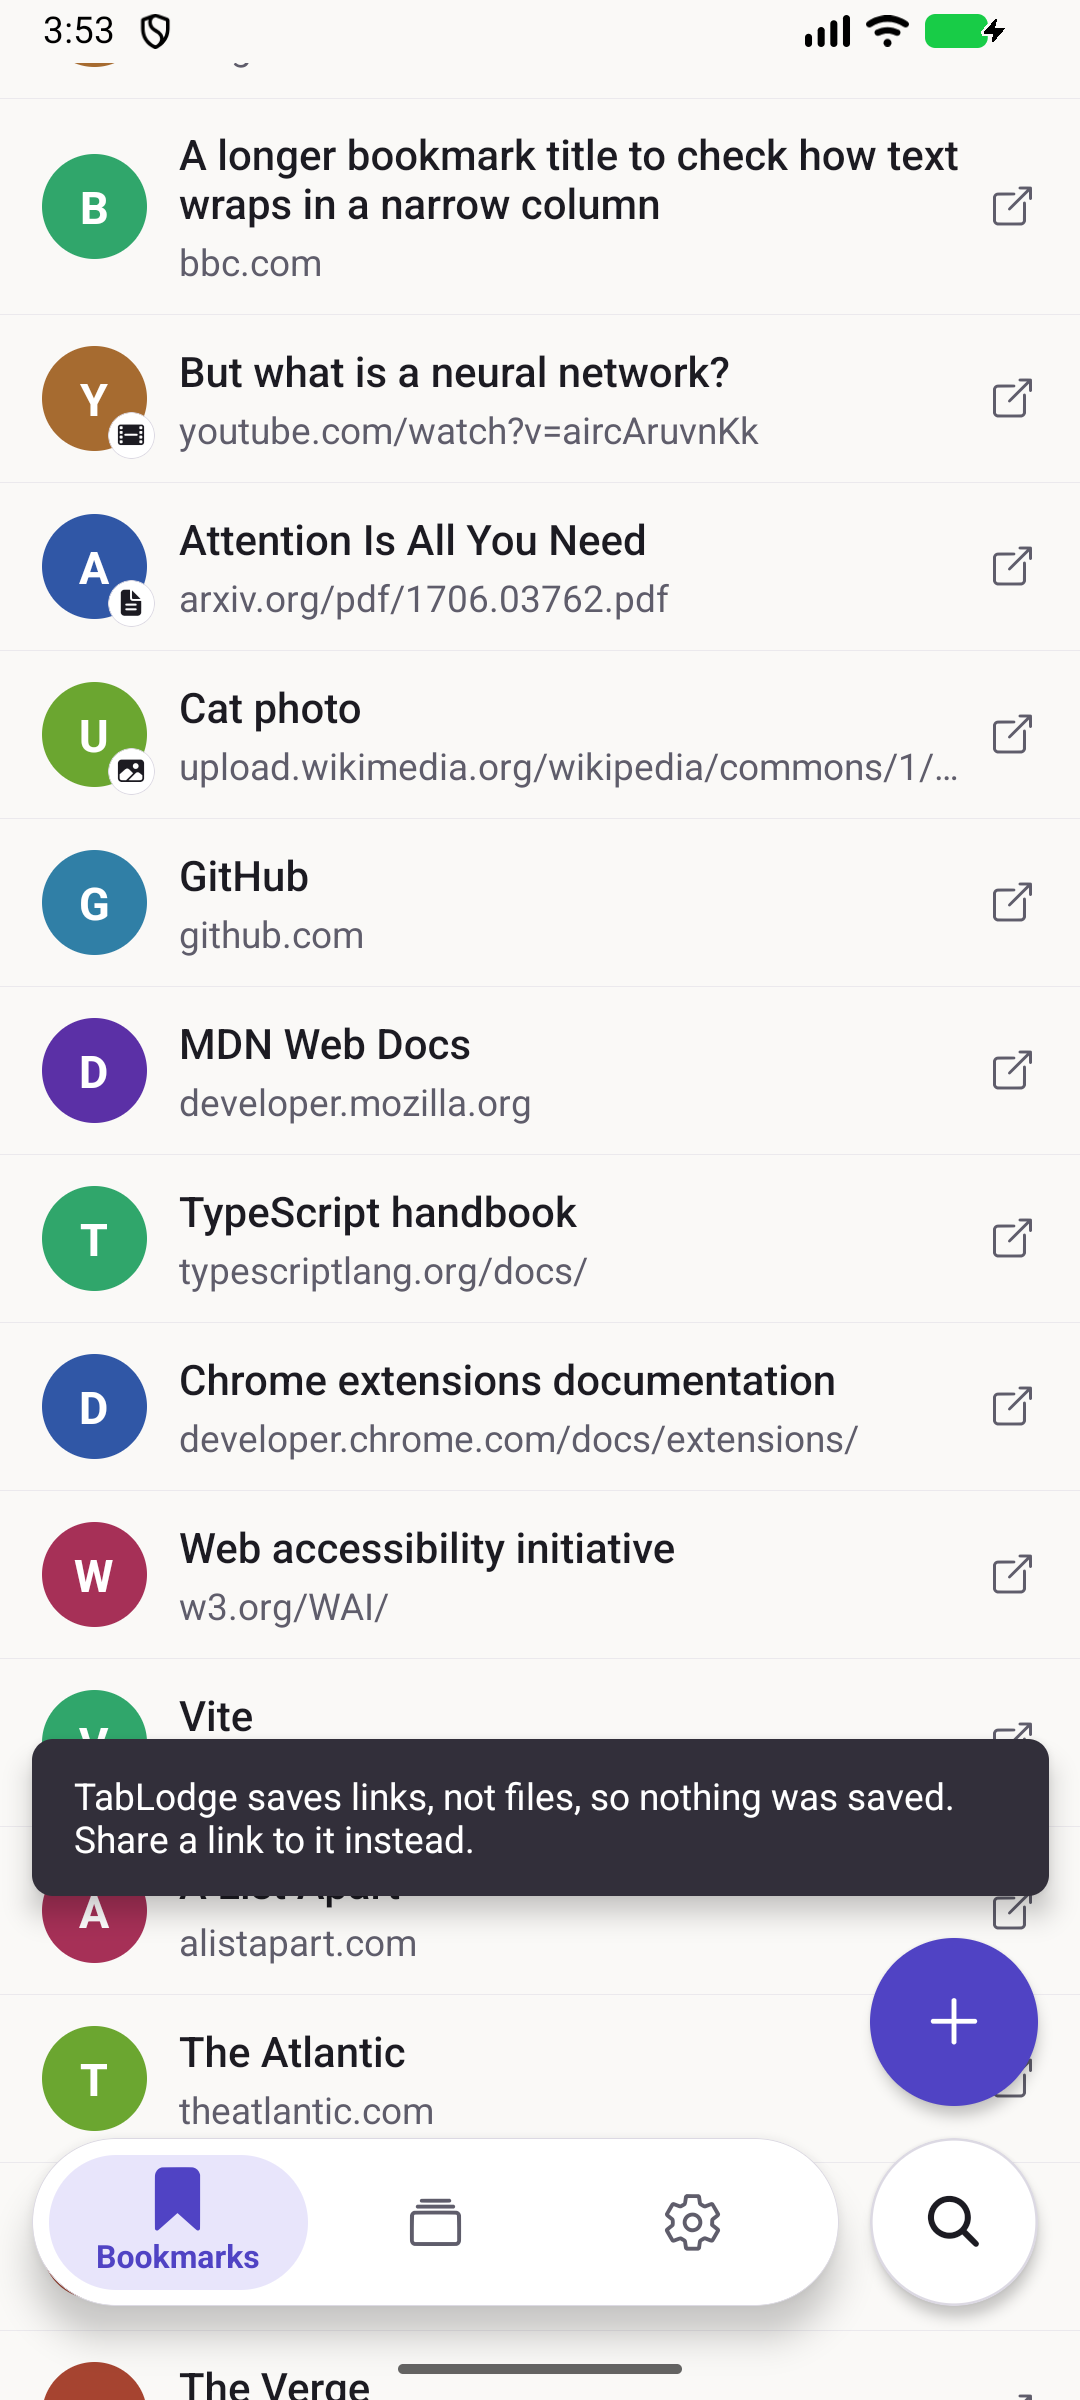 3:53
A longer bookmark title to check how text
wraps in a narrow column
B
bbc.com
But what is a neural network?
Y
youtube.com/watch?v=aircAruvnKk
Attention Is All You Need
A
arxiv.org/pdf/1706.03762.pdf
Cat photo
U
upload.wikimedia.org/wikipedia/commons/1/...
GitHub
G
github.com
MDN Web Docs
D
developer.mozilla.org
TypeScript handbook
T
typescriptlang.org/docs/
Chrome extensions documentation
D
developer.chrome.com/docs/extensions/
Web accessibility initiative
W
w3.org/WAI/
Vite
V
TabLodge saves links, not files, so nothing was saved.
Share a link to it instead.
A List Apart
A
alistapart.com
The Atlantic
T
theatlantic.com
Bookmarks
The Verge